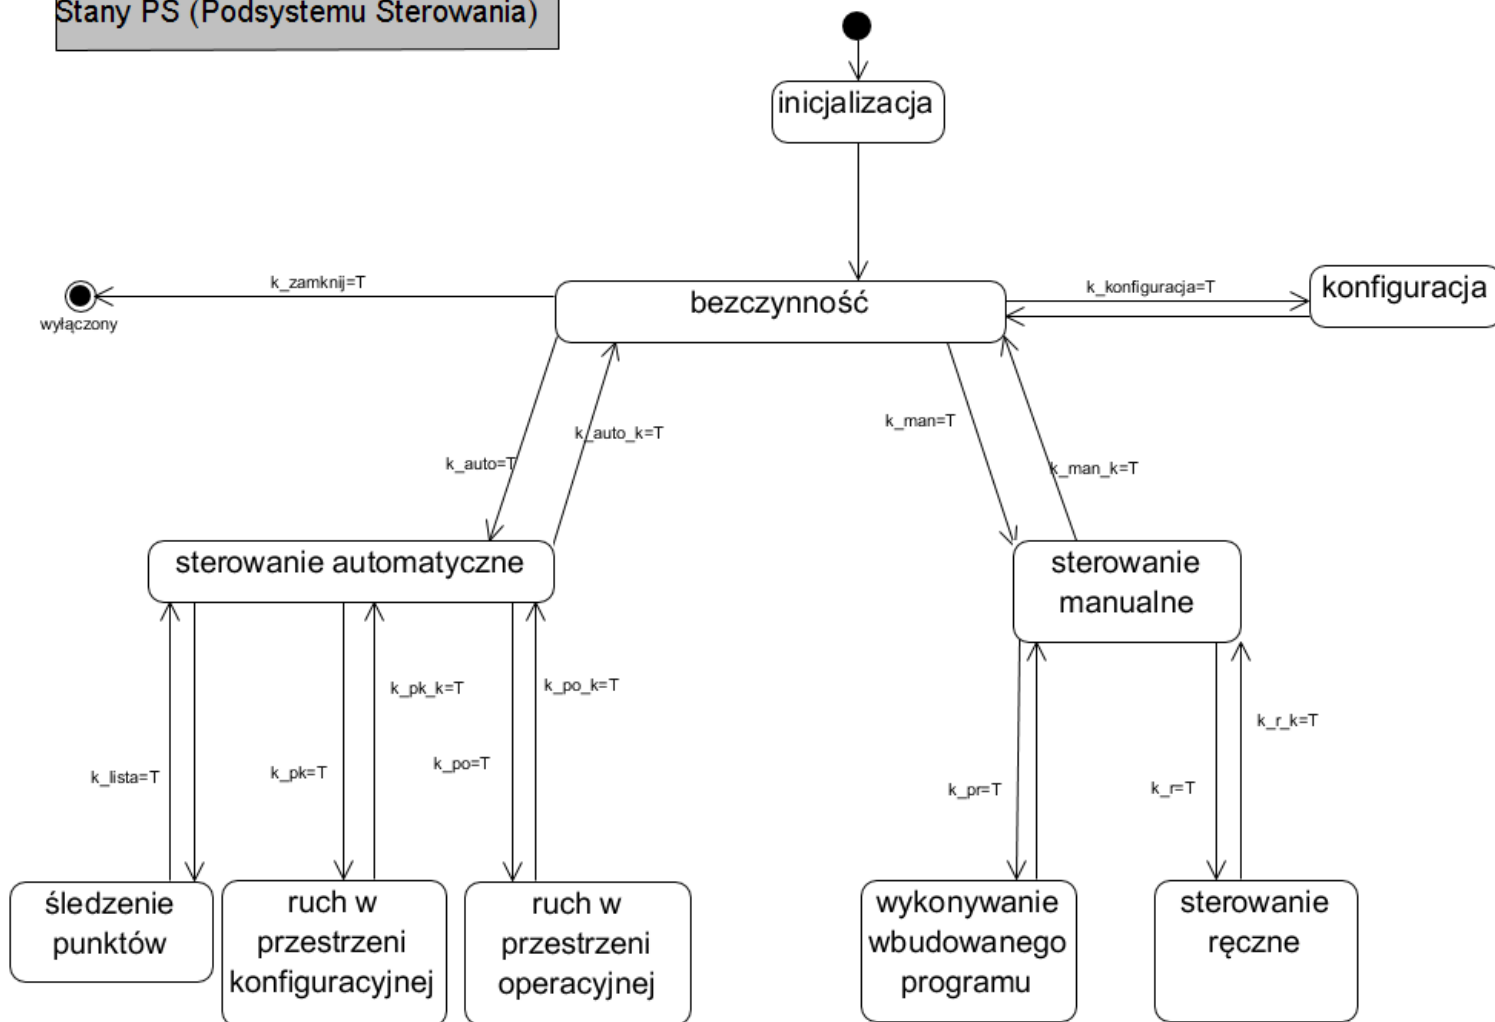 Stany PS (Podsystemu Sterowania)
inicjalizacja
k_zamknij=T
bezczynność
k_konfiguracja=T
konfiguracja
wyłączony
k_man=T
k_auto_k=T
k_auto=T
k_man_k=T
sterowanie automatyczne
sterowanie
manualne
k_pk_k=T
k_po_k=T
k_r_k=T
k_lista=T
k_pk=T
k_po=T
k_pr=T
k_r=T
śledzenie
punktów
ruch w
przestrzeni
konfiguracyjnej
ruch w
przestrzeni
operacyjnej
wykonywanie
wbudowanego
programu
sterowanie
ręczne